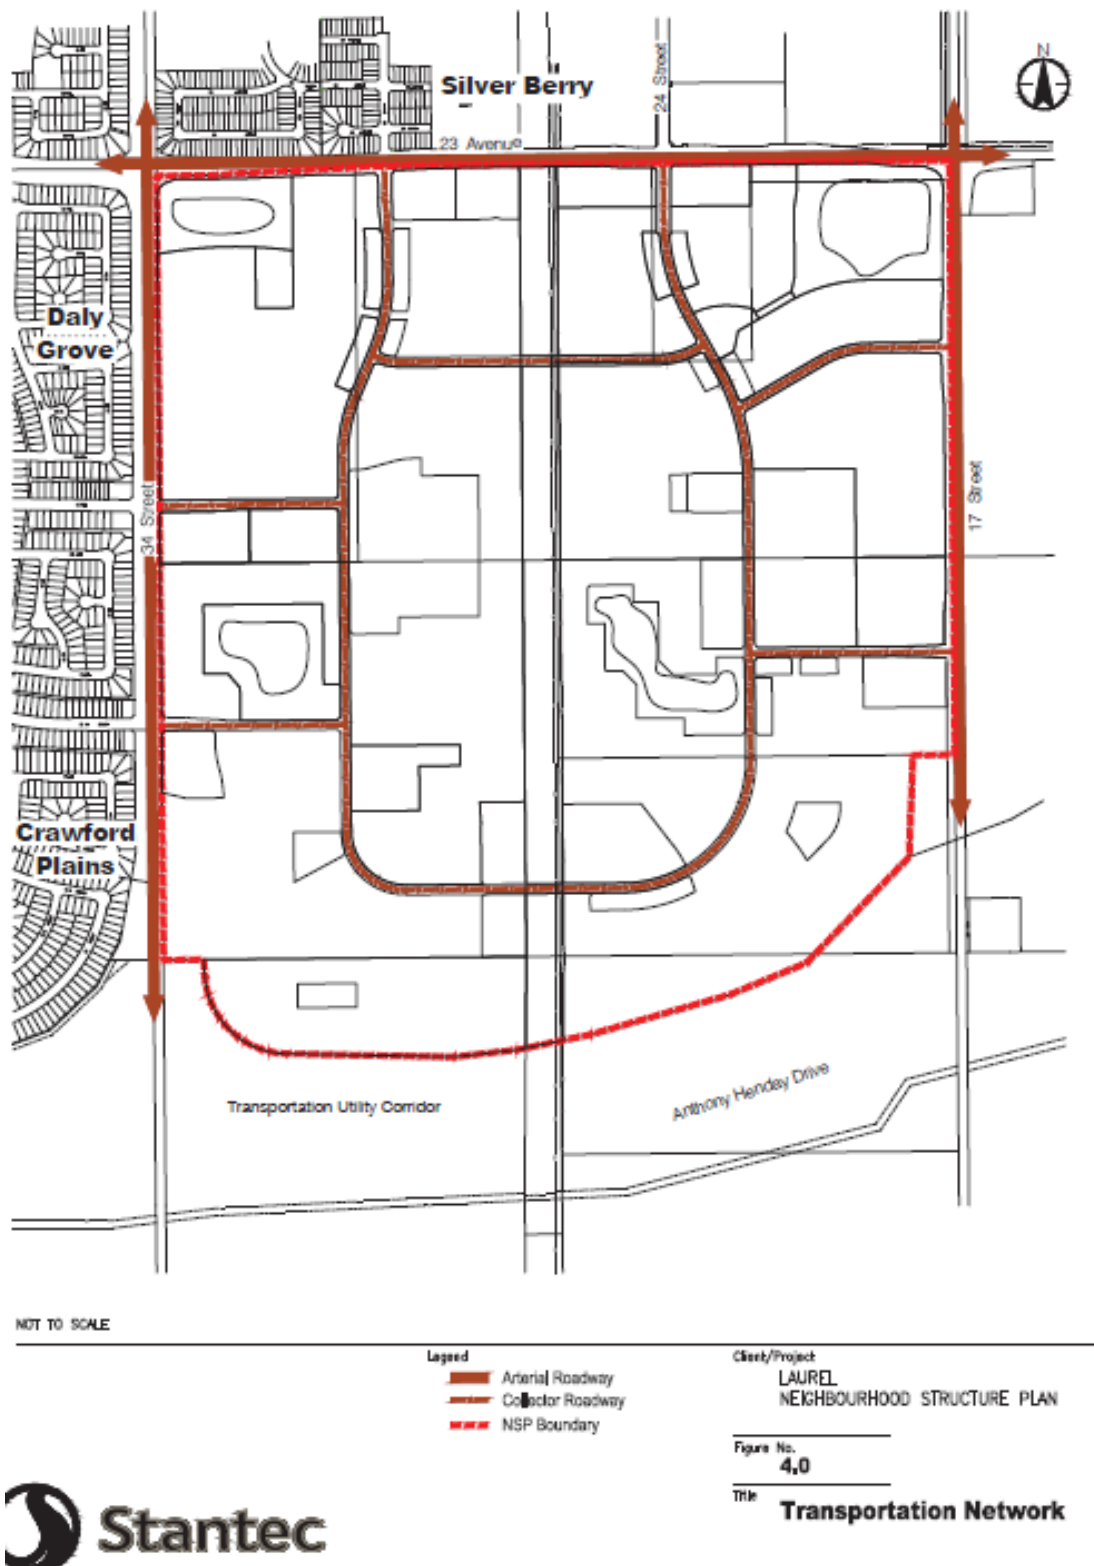 Silver Berry
24 Street
N
23 Avenue
Daly
Grove
34 Street
17 Street
Crawford
Plains
Transportation Utility Corridor
Anthony Henday Drive
NOT TO SCALE
Legend
Arterial Roadway
Collector Roadway
NSP Boundary
Client/Project
LAUREL
NEIGHBOURHOOD STRUCTURE PLAN
Figure No.
4.0
Title
Transportation Network
Stantec